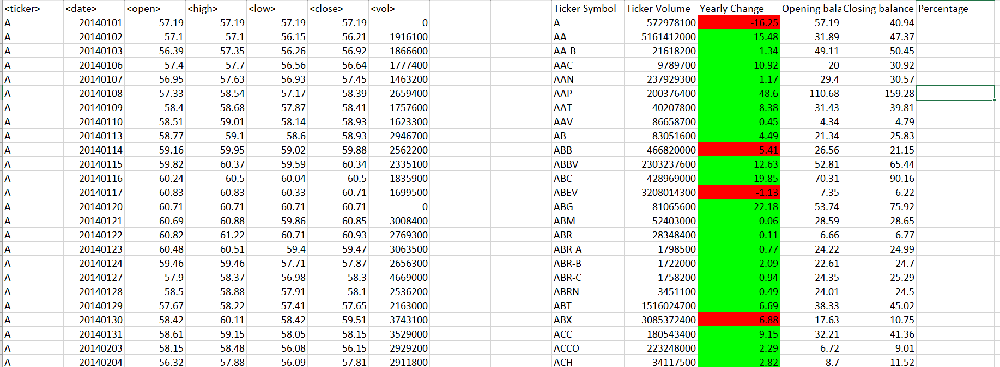 <ticker> <date> <open> <high> <low> <close> <vol> Ticker Symbol Ticker Volume Yearly Change Opening bala Closing balance Percentage
A 20140101 57.19 57.19 57.19 57.19 0 A 572978100 -16.25 57.19 40.94
A 20140102 57.1 57.1 56.15 56.21 1916100 AA 5161412000 15.48 31.89 47.37
A 20140103 56.39 57.35 56.26 56.92 1866600 AA-B 21618200 1.34 49.11 50.45
A 20140106 57.4 57.7 56.56 56.64 1777400 AAC 9789700 10.92 20 30.92
A 20140107 56.95 57.63 56.93 57.45 1463200 AAN 237929300 1.17 29.4 30.57
A 20140108 57.33 58.54 57.17 58.39 2659400 AAP 200376400 48.6 110.68 159.28
A 20140109 58.4 58.68 57.87 58.41 1757600 AAT 40207800 8.38 31.43 39.81
A 20140110 58.51 59.01 58.14 58.93 1623300 AAV 86658700 0.45 4.34 4.79
A 20140113 58.77 59.1 58.6 58.93 2946700 AB 83051600 4.49 21.34 25.83
A 20140114 59.16 59.95 59.02 59.88 2562200 ABB 466820000 -5.41 26.56 21.15
A 20140115 59.82 60.37 59.59 60.34 2335100 ABBV 2303237600 12.63 52.81 65.44
A 20140116 60.24 60.5 60.04 60.5 1835900 ABC 428969000 19.85 70.31 90.16
A 20140117 60.83 60.83 60.33 60.71 1699500 ABEV 3208014300 -1.13 7.35 6.22
A 20140120 60.71 60.71 60.71 60.71 0 ABG 81065600 22.18 53.74 75.92
A 20140121 60.69 60.88 59.86 60.85 3008400 ABM 52403000 0.06 28.59 28.65
A 20140122 60.82 61.22 60.71 60.93 2769300 ABR 28348400 0.11 6.66 6.77
A 20140123 60.48 60.51 59.4 59.47 3063500 ABR-A 1798500 0.77 24.22 24.99
A 20140124 59.46 59.46 57.71 57.87 2656300 ABR-B 1722000 2.09 22.61 24.7
A 20140127 57.9 58.37 56.98 58.3 4669000 ABR-C 1758200 0.94 24.35 25.29
A 20140128 58.5 58.88 57.91 58.1 2536200 ABRN 3451100 0.49 24.01 24.5
A 20140129 57.67 58.22 57.41 57.65 2163000 ABT 1516024700 6.69 38.33 45.02
A 20140130 58.42 60.11 58.42 59.51 3743100 ABX 3085372400 -6.88 17.63 10.75
A 20140131 58.61 59.15 58.05 58.15 3529000 ACC 180543400 9.15 32.21 41.36
A 20140203 58.15 58.48 56.08 56.15 2929200 ACCO 223248000 2.29 6.72 9.01
A 20140204 56.32 57.88 56.09 57.81 2911800 ACH 34117500 2.82 8.7 11.52